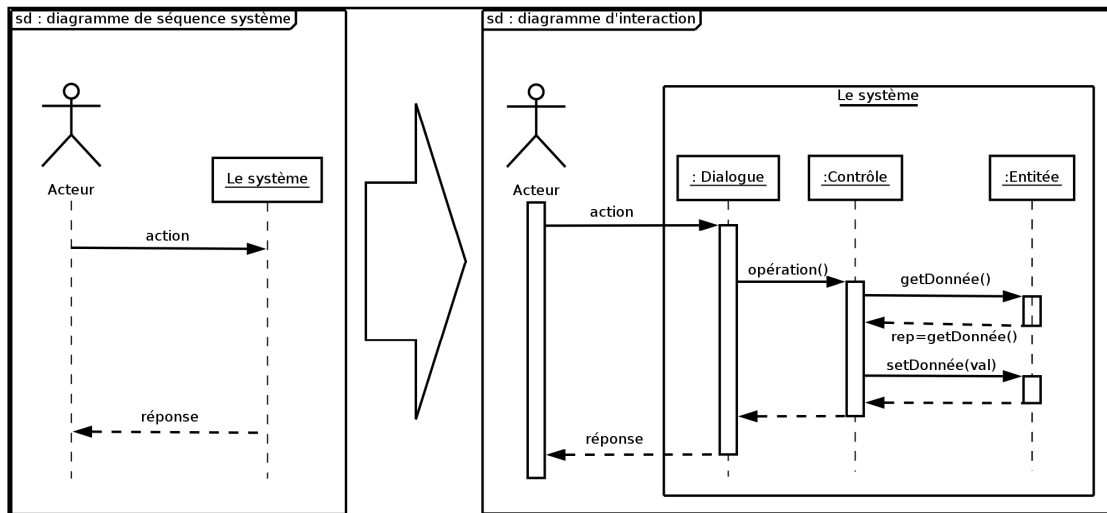 sd : diagramme de séquence système
Acteur
Le système
action
réponse
sd : diagramme d'interaction
Le système
Acteur
: Dialogue
:Contrôle
:Entitée
action
opération()
getDonnée()
rep=getDonnée()
setDonnée(val)
réponse